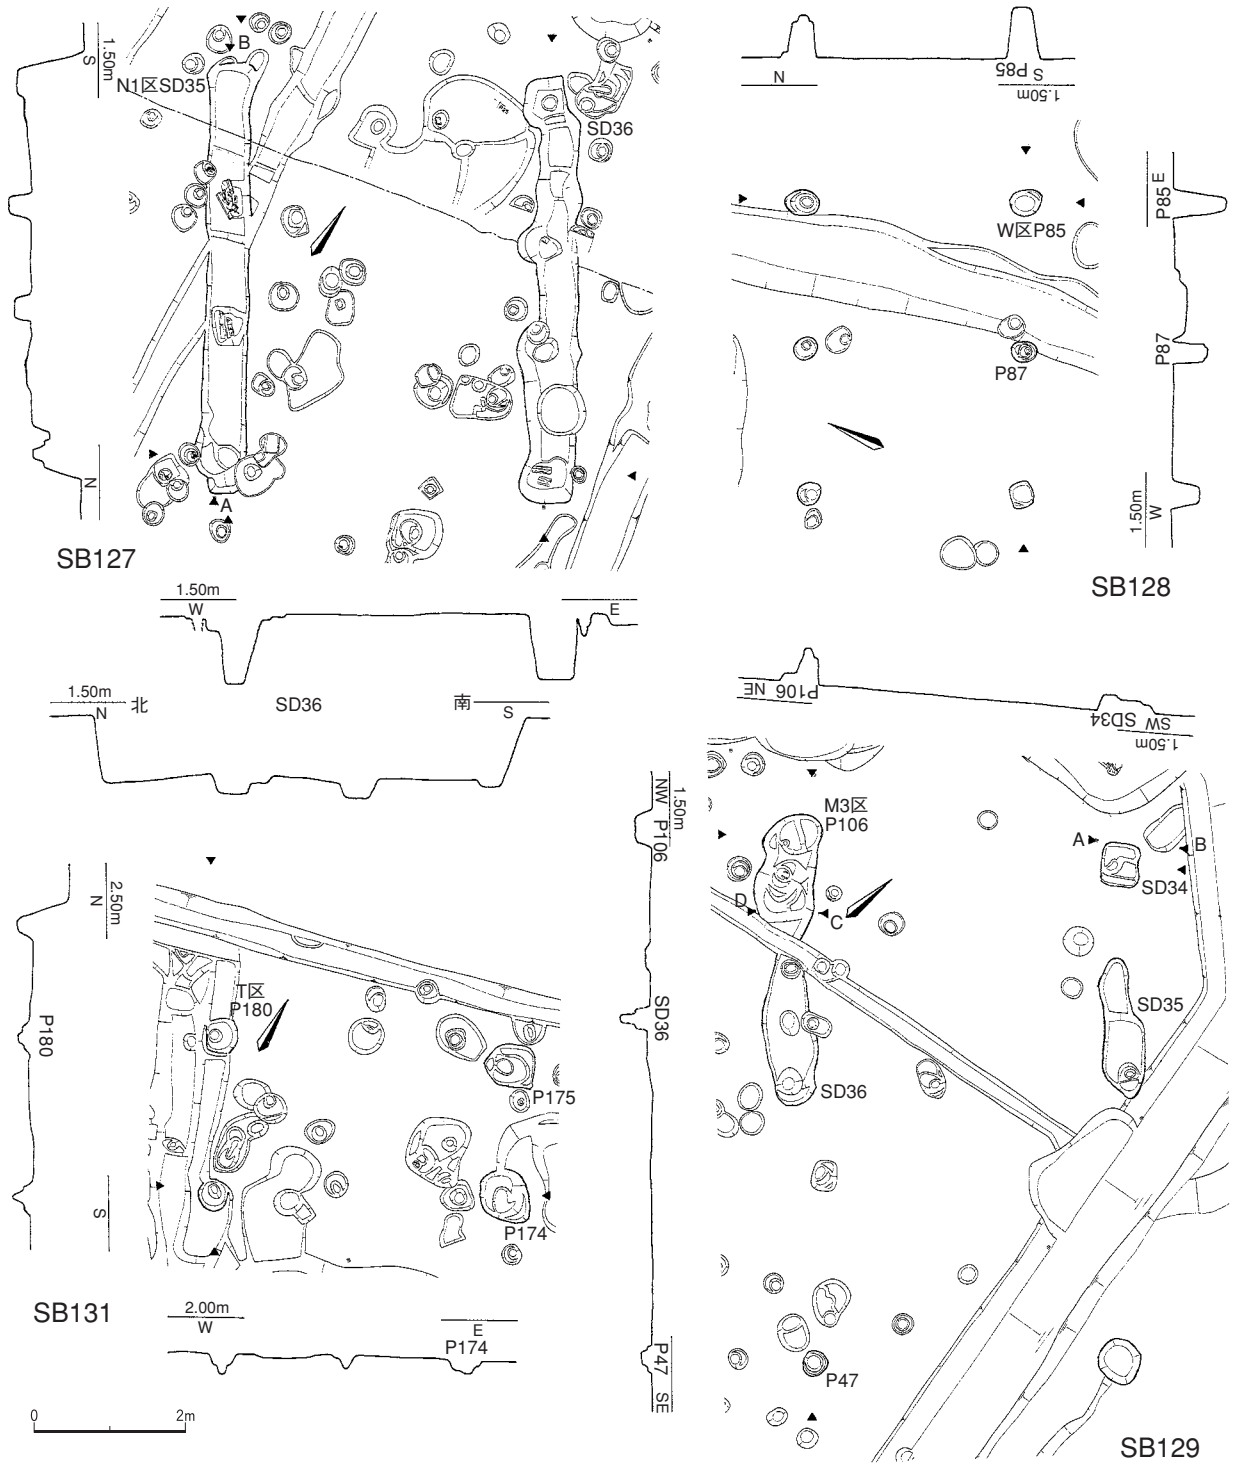 B
1.50m
S
N1区SD35
SD36
N
A
SB127
N
S P85
1.50m
P85 E
W区P85
P87
P87
1.50m
W
SB128
1.50m
W
E
1.50m
N
北
SD36
南
S
P106 NE
SD34 SW
1.50m
NW P106
1.50m
M3区
P106
A
B
SD34
D
C
SD36
SD35
SD36
P47
P47 SE
SB129
2.50m
N
T区
P180
P180
P175
S
P174
SB131
2.00m
W
E
P174
0 2m